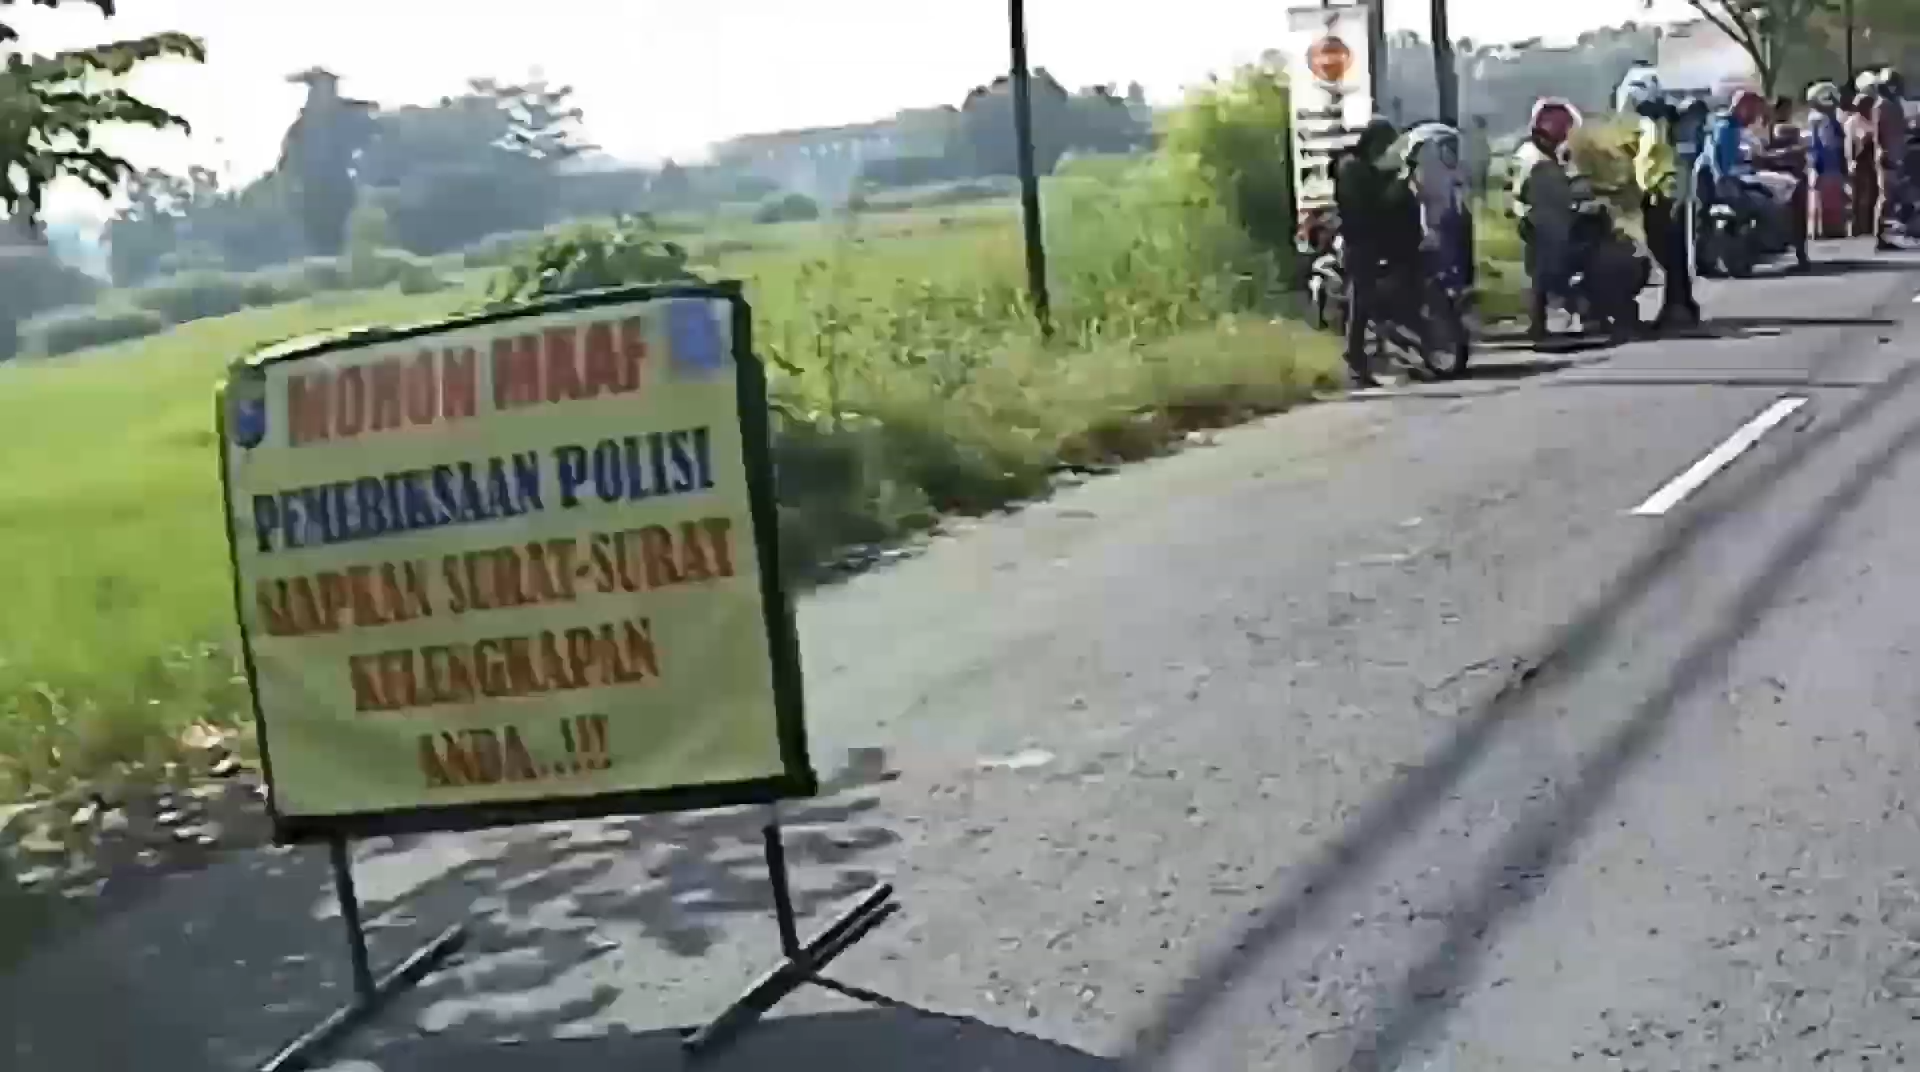 MOHON MAAF
PEMERIKSAAN POLISI
SIAPKAN SURAT-SURAT
KELENGKAPAN
ANDA..!!!